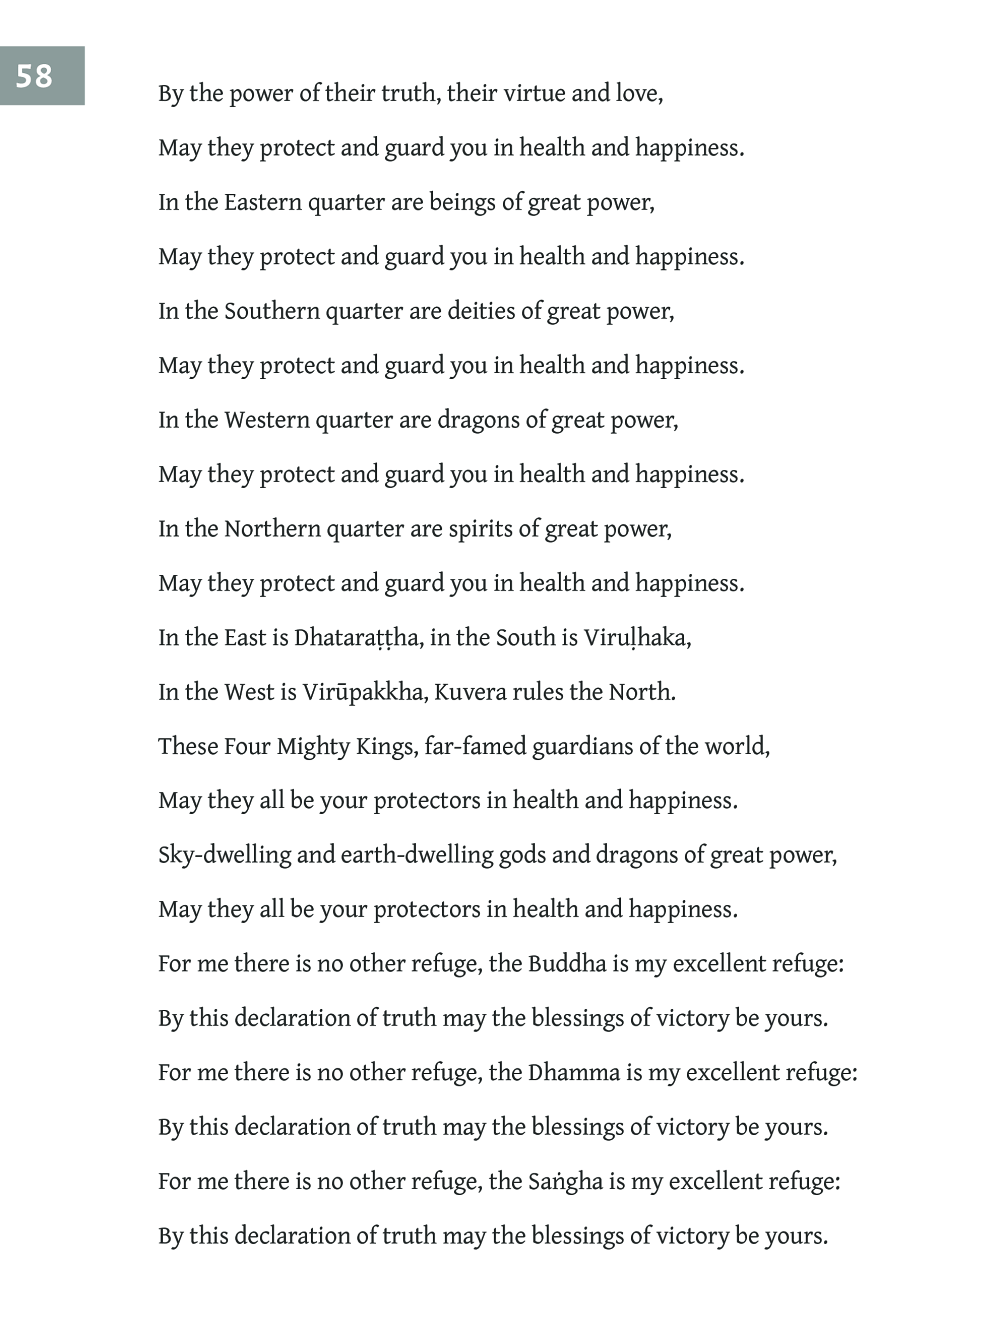 58
By the power of their truth, their virtue and love,
May they protect and guard you in health and happiness.
In the Eastern quarter are beings of great power,
May they protect and guard you in health and happiness.
In the Southern quarter are deities of great power,
May they protect and guard you in health and happiness.
In the Western quarter are dragons of great power,
May they protect and guard you in health and happiness.
In the Northern quarter are spirits of great power,
May they protect and guard you in health and happiness.
In the East is Dhataraṭṭha, in the South is Viruḷhaka,
In the West is Virūpakkha, Kuvera rules the North.
These Four Mighty Kings, far-famed guardians of the world,
May they all be your protectors in health and happiness.
Sky-dwelling and earth-dwelling gods and dragons of great power,
May they all be your protectors in health and happiness.
For me there is no other refuge, the Buddha is my excellent refuge:
By this declaration of truth may the blessings of victory be yours.
For me there is no other refuge, the Dhamma is my excellent refuge:
By this declaration of truth may the blessings of victory be yours.
For me there is no other refuge, the Saṅgha is my excellent refuge:
By this declaration of truth may the blessings of victory be yours.